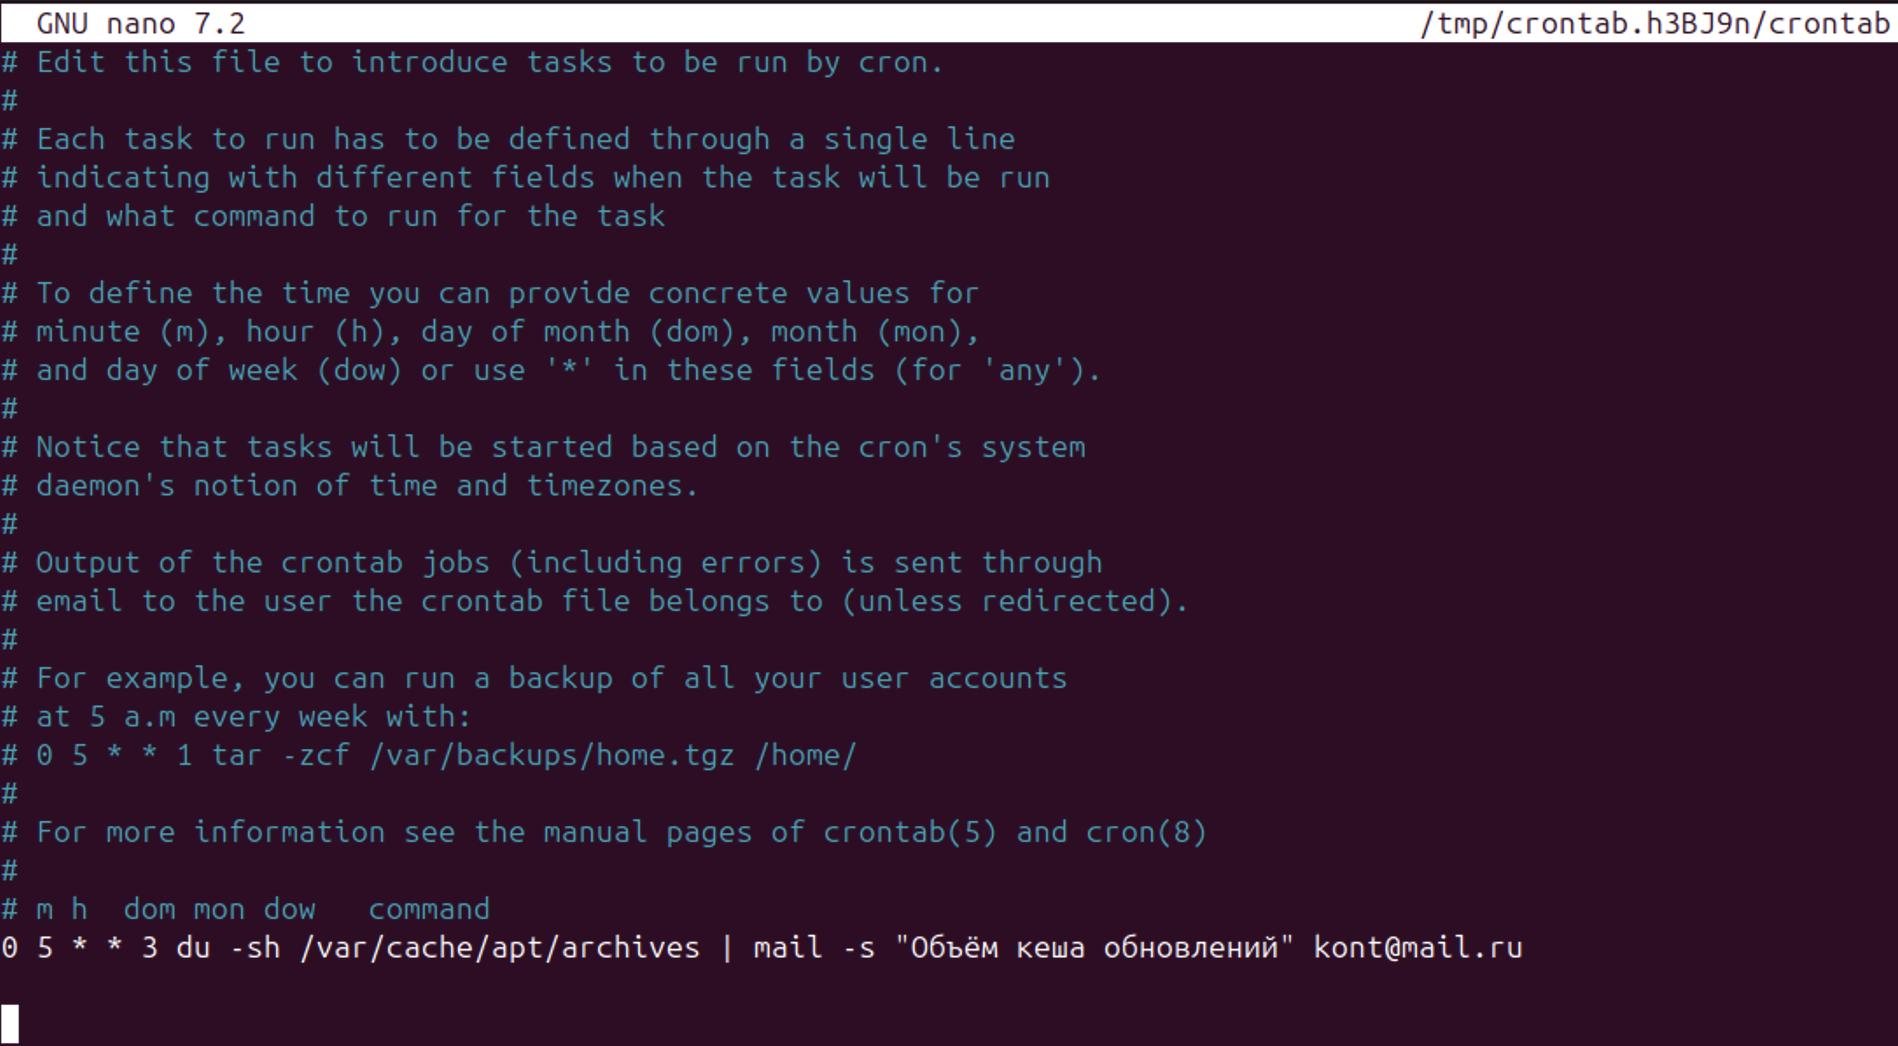 GNU nano 7.2 /tmp/crontab.h3BJ9n/crontab
# Edit this file to introduce tasks to be run by cron.
#
# Each task to run has to be defined through a single line
# indicating with different fields when the task will be run
# and what command to run for the task
#
# To define the time you can provide concrete values for
# minute (m), hour (h), day of month (dom), month (mon),
# and day of week (dow) or use '*' in these fields (for 'any').
#
# Notice that tasks will be started based on the cron's system
# daemon's notion of time and timezones.
#
# Output of the crontab jobs (including errors) is sent through
# email to the user the crontab file belongs to (unless redirected).
#
# For example, you can run a backup of all your user accounts
# at 5 a.m every week with:
# 0 5 * * 1 tar -zcf /var/backups/home.tgz /home/
#
# For more information see the manual pages of crontab(5) and cron(8)
#
# m h  dom mon dow   command
0 5 * * 3 du -sh /var/cache/apt/archives | mail -s "Объём кеша обновлений" kont@mail.ru